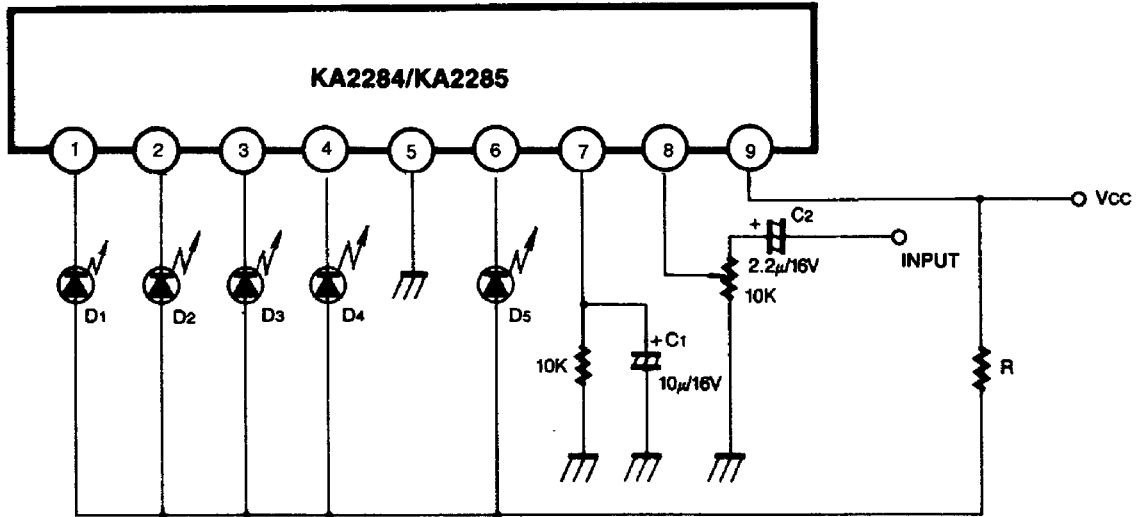 KA2284/KA2285
1 2 3 4 5 6 7 8 9
VCC
+ C2
INPUT
2.2μ/16V
10K
D1 D2 D3 D4 D5
+ C1
10K
10μ/16V
R